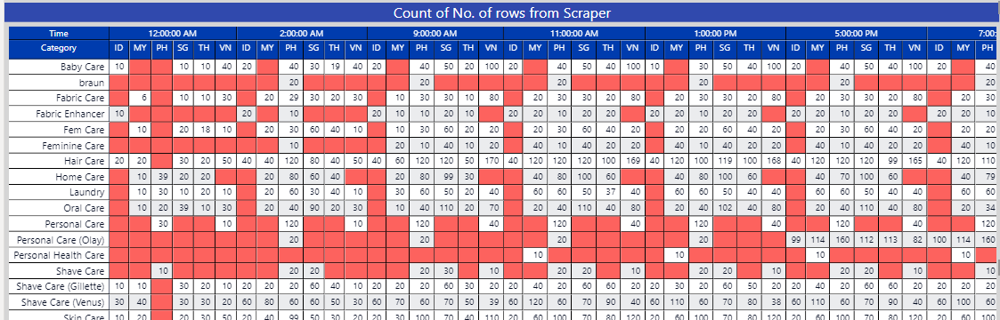 Count of No. of rows from Scraper
Time 12:00:00 AM 2:00:00 AM 9:00:00 AM 11:00:00 AM 1:00:00 PM 5:00:00 PM 7:00:
Category ID MY PH SG TH VN ID MY PH SG TH VN ID MY PH SG TH VN ID MY PH SG TH VN ID MY PH SG TH VN ID MY PH SG TH VN ID MY PH
Baby Care 10 10 10 40 20 40 30 19 40 20 40 50 20 100 20 40 50 40 100 10 30 50 40 100 20 40 50 40 100 20 40
braun 20 20 20 20 20 20
Fabric Care 6 10 10 30 20 29 30 20 30 10 30 30 10 80 20 30 30 20 80 20 30 30 20 80 20 30 30 20 80 20 30
Fabric Enhancer 10 20 10 20 10 10 20 10 20 20 10 20 20 20 20 10 20 20 20 20 10 20 20 20 20 10
Fem Care 10 20 18 10 20 30 60 40 10 10 30 60 20 20 20 30 60 20 20 20 20 60 40 20 20 30 60 40 20 20 30
Feminine Care 10 20 10 40 10 20 40 10 40 20 20 40 10 40 20 20 40 10 40 20 20 40 10
Hair Care 20 20 30 20 50 40 40 120 80 40 50 40 60 120 120 50 170 40 120 120 120 100 169 40 120 100 119 100 168 40 120 120 120 99 165 40 120 110
Home Care 10 39 20 20 20 80 60 40 20 80 99 30 40 80 100 60 40 80 100 60 40 70 100 60 40 79
Laundry 10 30 10 20 10 20 60 30 40 10 30 60 50 20 40 60 60 50 37 40 60 60 50 40 40 60 60 50 40 40 60 60
Oral Care 10 20 39 10 30 20 40 90 20 30 10 40 110 20 70 20 40 110 40 80 20 40 102 40 80 20 40 110 40 80 20 34
Personal Care 30 10 120 10 120 40 120 40 120 40 120 40 120
Personal Care (Olay) 20 20 20 20 99 114 160 112 113 82 100 114 160
Personal Health Care 10 10 10 10
Shave Care 10 20 20 20 30 10 20 20 10 20 20 10 20 20 10 20
Shave Care (Gillette) 10 10 30 20 10 20 20 20 60 40 10 20 20 20 60 30 20 20 40 20 60 60 20 20 30 20 60 50 20 20 40 20 60 60 20 20 40 20
Shave Care (Venus) 30 40 30 20 20 60 80 60 60 50 30 60 70 60 70 50 39 60 120 60 70 90 40 60 110 60 70 80 38 60 110 60 70 90 40 60 100 60
Skin Care 10 20 20 30 50 20 40 99 50 30 20 30 100 70 40 110 20 60 100 70 80 120 20 60 100 70 80 120 20 60 100 70 80 120 20 60 100